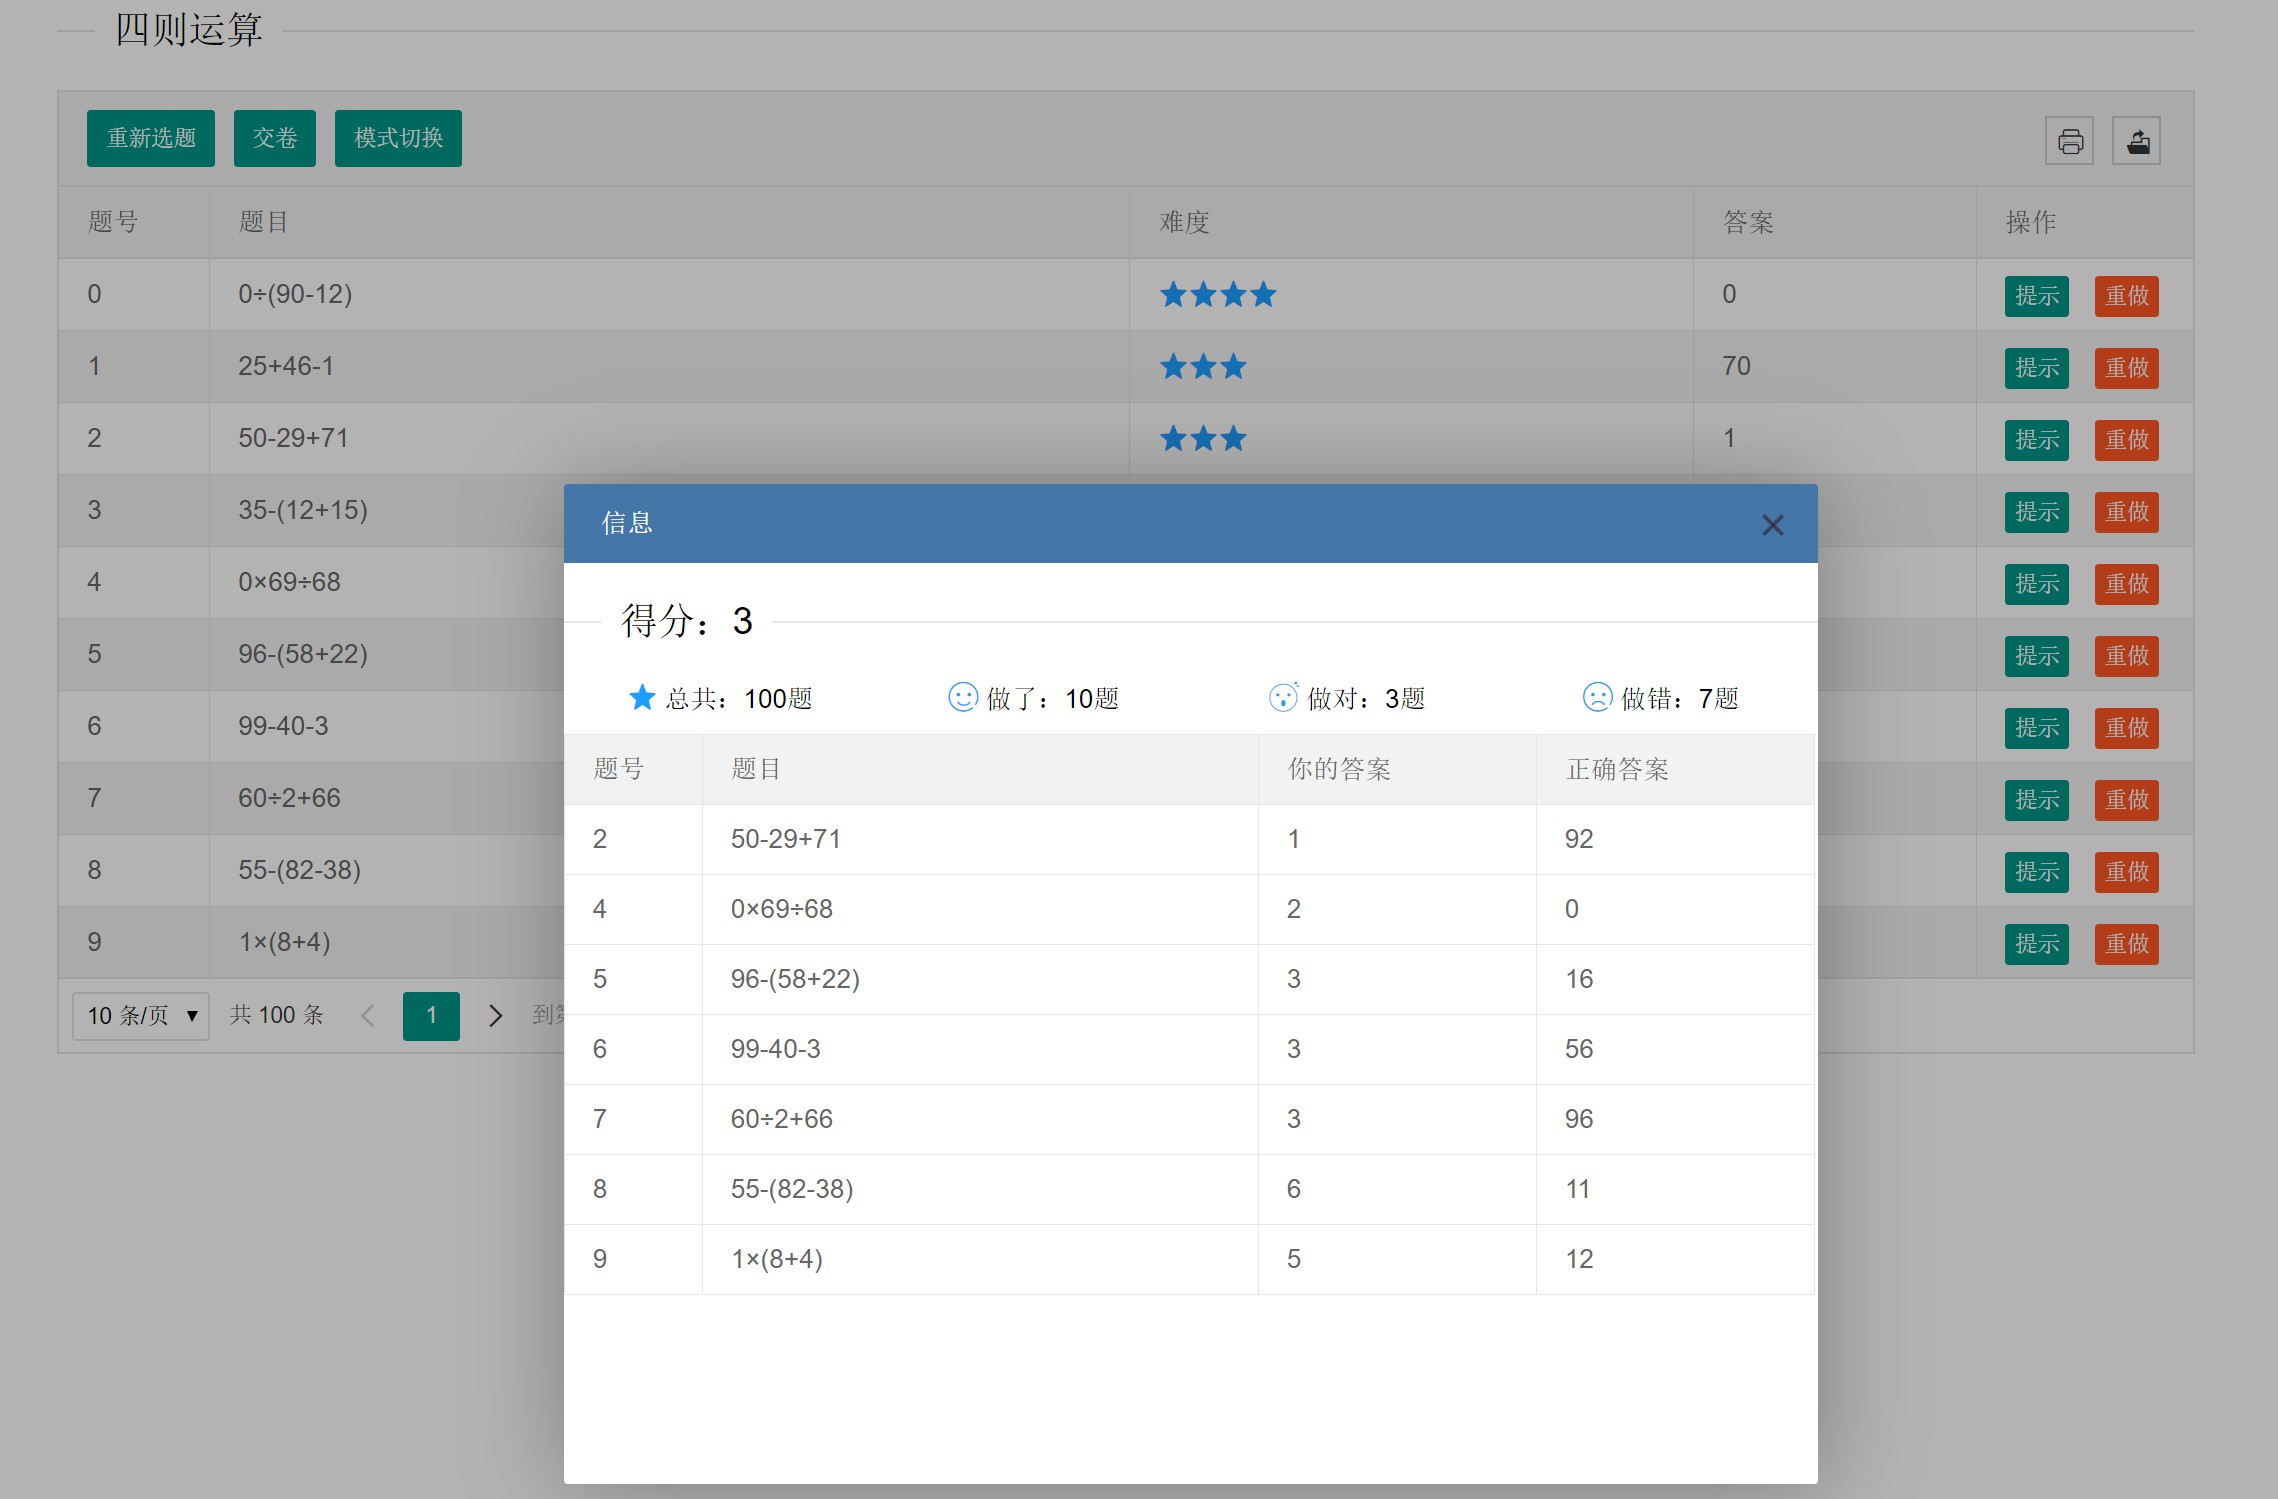 四则运算
重新选题 交卷 模式切换
题号 题目 难度 答案 操作
0 0÷(90-12) 0 提示 重做
1 25+46-1 70 提示 重做
2 50-29+71 1 提示 重做
3 35-(12+15) 提示 重做
4 0×69÷68 提示 重做
5 96-(58+22) 提示 重做
6 99-40-3 提示 重做
7 60÷2+66 提示 重做
8 55-(82-38) 提示 重做
9 1×(8+4) 提示 重做
10 条/页 共 100 条 1 到
信息
得分：3
总共：100题 做了：10题 做对：3题 做错：7题
题号 题目 你的答案 正确答案
2 50-29+71 1 92
4 0×69÷68 2 0
5 96-(58+22) 3 16
6 99-40-3 3 56
7 60÷2+66 3 96
8 55-(82-38) 6 11
9 1×(8+4) 5 12